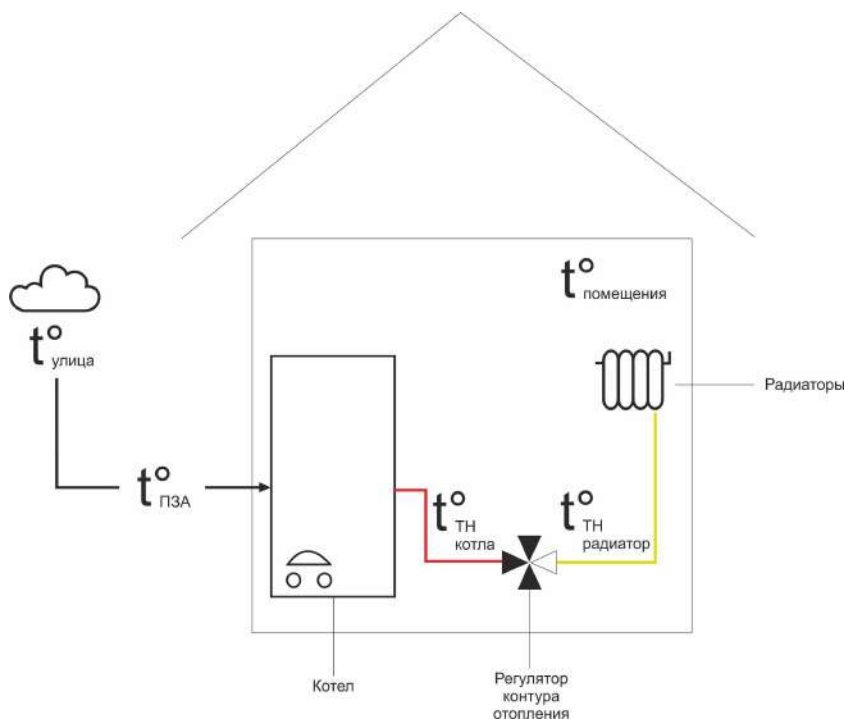 t°
помещения
t°
улица
Радиаторы
t°
ПЗА
t°
ТН
котла
t°
ТН
радиатор
Котел
Регулятор
контура
отопления